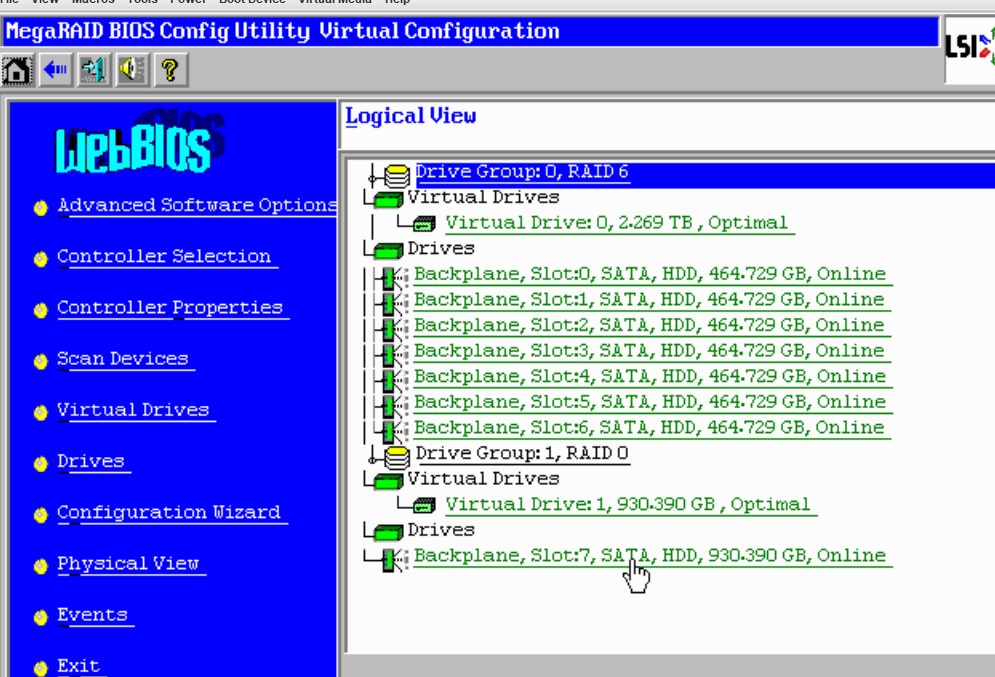 File View Macros Tools Power Boot Device Virtual Media Help
MegaRAID BIOS Config Utility Virtual Configuration
LSI
WebBIOS
Logical View
Advanced Software Options
Controller Selection
Controller Properties
Scan Devices
Virtual Drives
Drives
Configuration Wizard
Physical View
Events
Exit
Drive Group: 0, RAID 6
Virtual Drives
Virtual Drive: 0, 2.269 TB , Optimal
Drives
Backplane, Slot:0, SATA, HDD, 464.729 GB, Online
Backplane, Slot:1, SATA, HDD, 464.729 GB, Online
Backplane, Slot:2, SATA, HDD, 464.729 GB, Online
Backplane, Slot:3, SATA, HDD, 464.729 GB, Online
Backplane, Slot:4, SATA, HDD, 464.729 GB, Online
Backplane, Slot:5, SATA, HDD, 464.729 GB, Online
Backplane, Slot:6, SATA, HDD, 464.729 GB, Online
Drive Group: 1, RAID 0
Virtual Drives
Virtual Drive: 1, 930.390 GB , Optimal
Drives
Backplane, Slot:7, SATA, HDD, 930.390 GB, Online